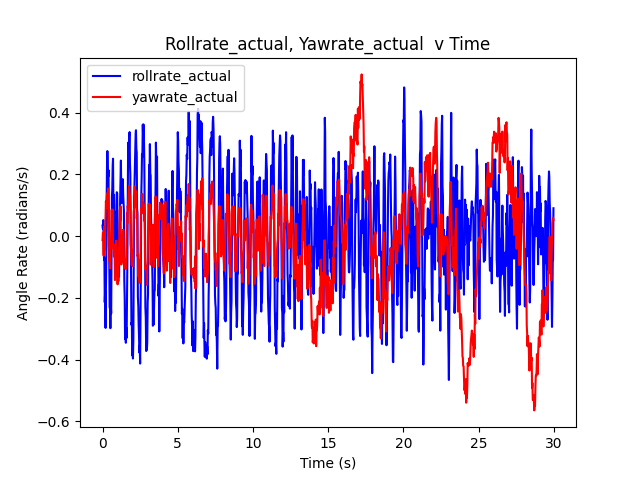 Rollrate_actual, Yawrate_actual  v Time
rollrate_actual
yawrate_actual
Angle Rate (radians/s)
0.4
0.2
0.0
−0.2
−0.4
−0.6
0 5 10 15 20 25 30
Time (s)